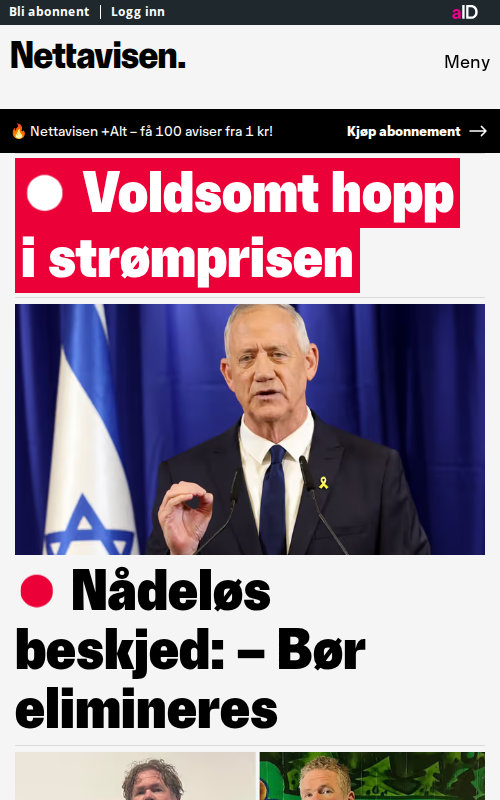 Bli abonnent | Logg inn
aID
Nettavisen.
Meny
🔥 Nettavisen +Alt – få 100 aviser fra 1 kr!
Kjøp abonnement →
Voldsomt hopp
i strømprisen
Nådeløs
beskjed: – Bør
elimineres